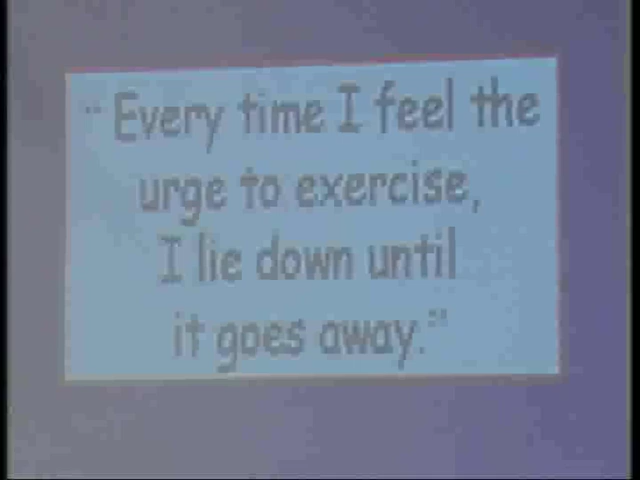 "Every time I feel the
urge to exercise,
I lie down until
it goes away."